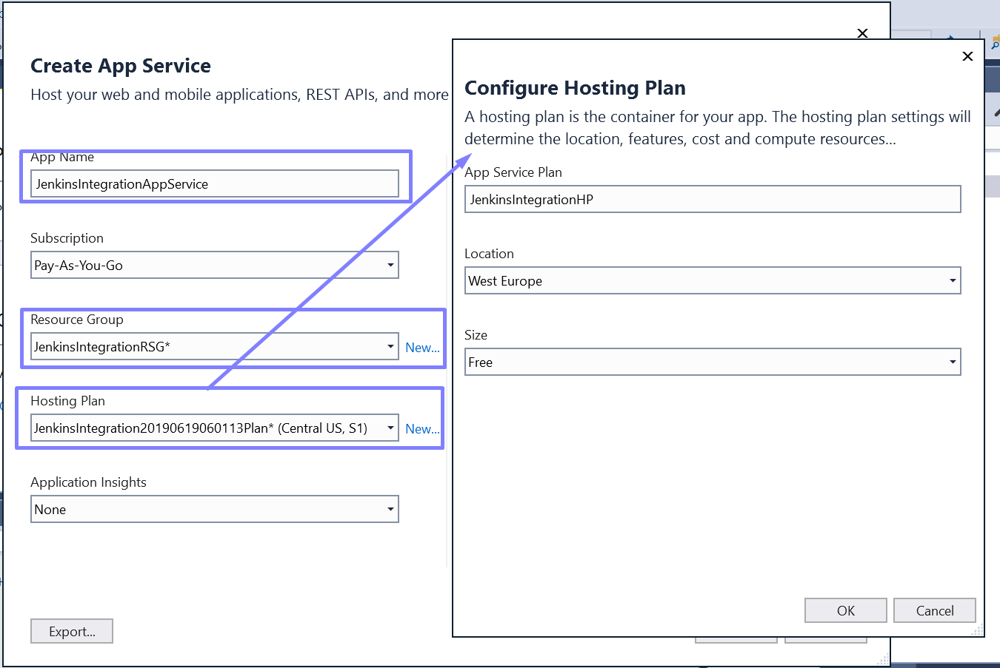 Create App Service
Host your web and mobile applications, REST APIs, and more
App Name
JenkinsIntegrationAppService
Subscription
Pay-As-You-Go
Resource Group
JenkinsIntegrationRSG*
New...
Hosting Plan
JenkinsIntegration20190619060113Plan* (Central US, S1)
New...
Application Insights
None
Export...
Configure Hosting Plan
A hosting plan is the container for your app. The hosting plan settings will
determine the location, features, cost and compute resources...
App Service Plan
JenkinsIntegrationHP
Location
West Europe
Size
Free
OK
Cancel